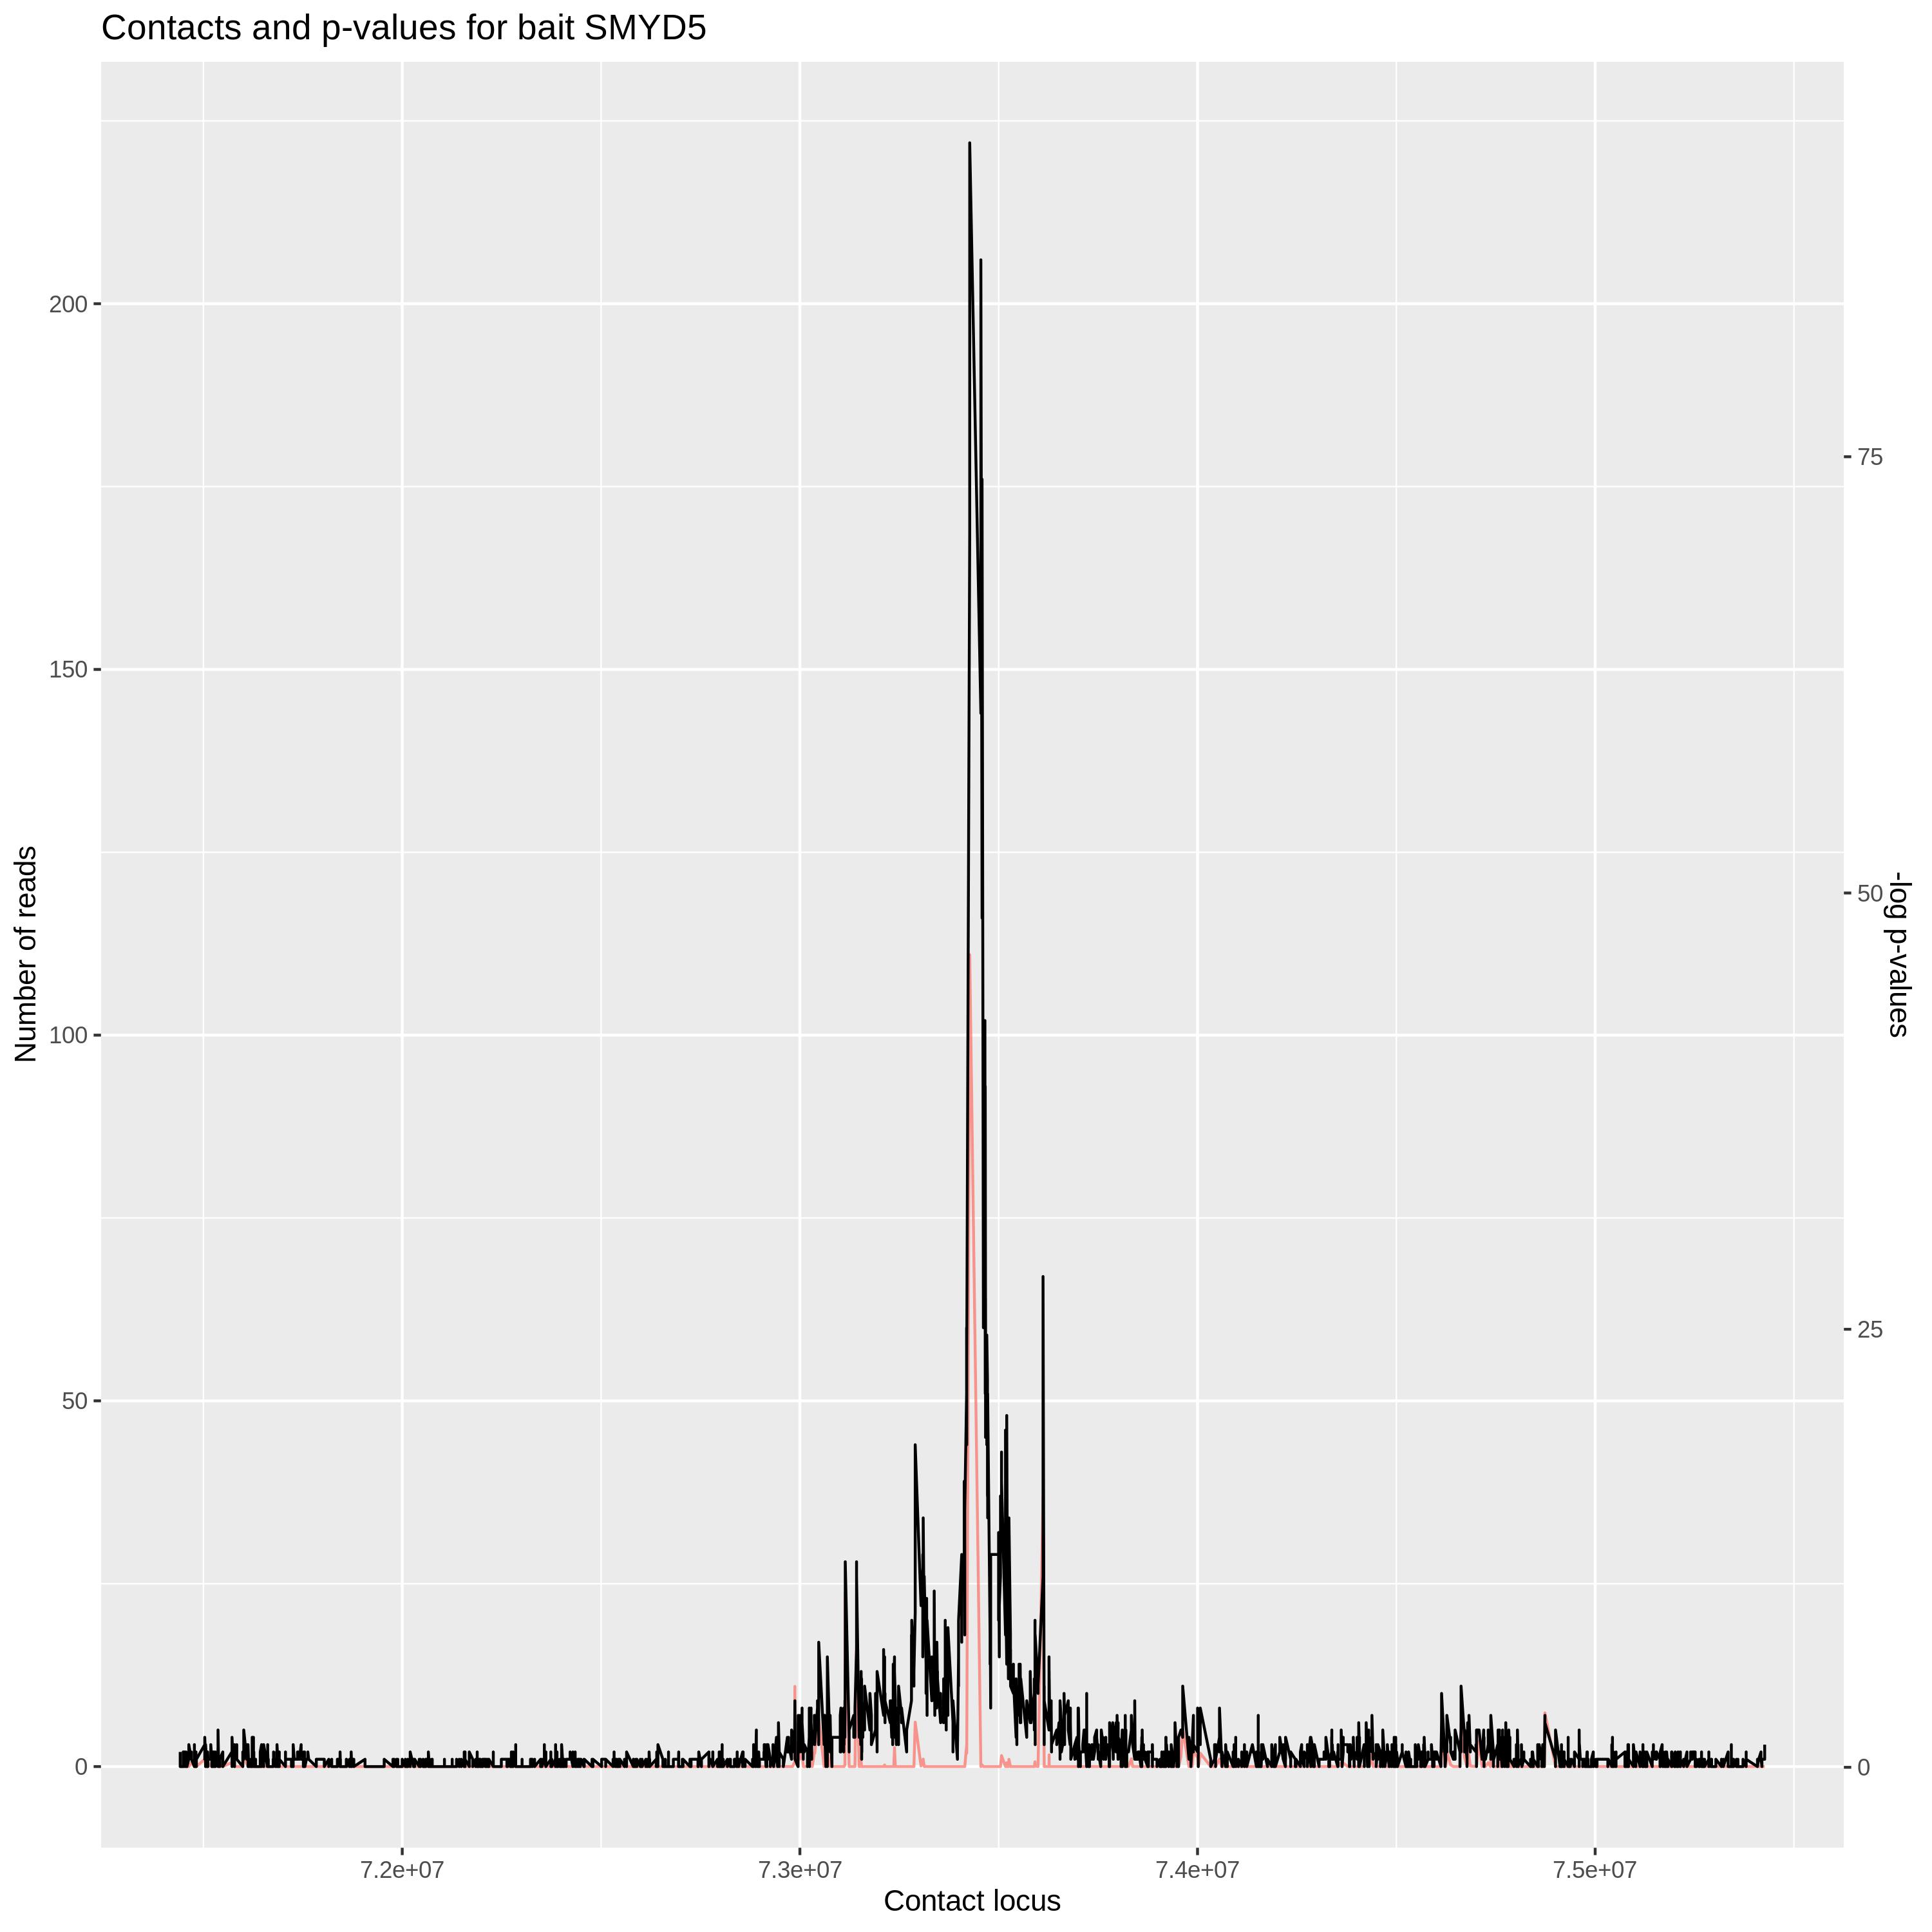 Contacts and p-values for bait SMYD5
Number of reads
200
150
100
50
0
75
50
25
0
-log p-values
7.2e+07
7.3e+07
7.4e+07
7.5e+07
Contact locus